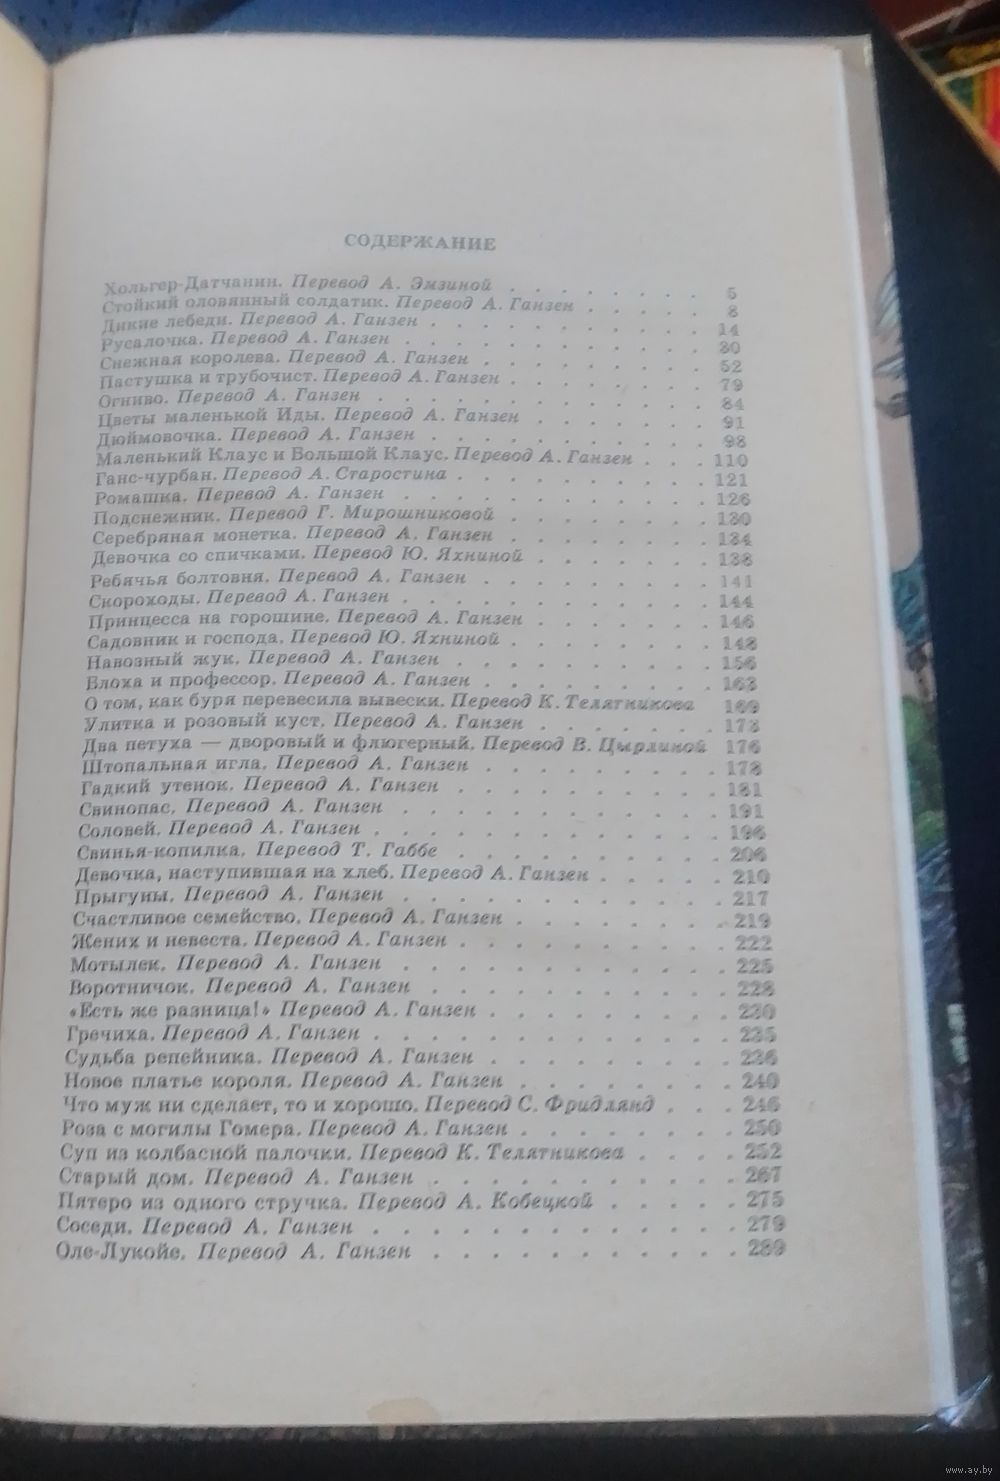 СОДЕРЖАНИЕ
Хольгер-Датчанин. Перевод А. Эмзиной . . . . . . . . 5
Стойкий оловянный солдатик. Перевод А. Ганзен . . . . . 8
Дикие лебеди. Перевод А. Ганзен . . . . . . . . . . . 14
Русалочка. Перевод А. Ганзен . . . . . . . . . . . . 30
Снежная королева. Перевод А. Ганзен . . . . . . . . . 52
Пастушка и трубочист. Перевод А. Ганзен . . . . . . . . 79
Огниво. Перевод А. Ганзен . . . . . . . . . . . . . 84
Цветы маленькой Иды. Перевод А. Ганзен . . . . . . . 91
Дюймовочка. Перевод А. Ганзен . . . . . . . . . . . 98
Маленький Клаус и Большой Клаус. Перевод А. Ганзен . . . 110
Ганс-чурбан. Перевод А. Старостина . . . . . . . . . . 121
Ромашка. Перевод А. Ганзен . . . . . . . . . . . . 126
Подснежник. Перевод Г. Мирошниковой . . . . . . . . 130
Серебряная монетка. Перевод А. Ганзен . . . . . . . . 134
Девочка со спичками. Перевод Ю. Яхниной . . . . . . . 138
Ребячья болтовня. Перевод А. Ганзен . . . . . . . . . 141
Скороходы. Перевод А. Ганзен . . . . . . . . . . . . 144
Принцесса на горошине. Перевод А. Ганзен . . . . . . . 146
Садовник и господа. Перевод Ю. Яхниной . . . . . . . . 148
Навозный жук. Перевод А. Ганзен . . . . . . . . . . 156
Блоха и профессор. Перевод А. Ганзен . . . . . . . . . 163
О том, как буря перевесила вывески. Перевод К. Телятникова 169
Улитка и розовый куст. Перевод А. Ганзен . . . . . . . 173
Два петуха — дворовый и флюгерный. Перевод В. Цырлиной 176
Штопальная игла. Перевод А. Ганзен . . . . . . . . . 178
Гадкий утенок. Перевод А. Ганзен . . . . . . . . . . 181
Свинопас. Перевод А. Ганзен . . . . . . . . . . . . 191
Соловей. Перевод А. Ганзен . . . . . . . . . . . . . 196
Свинья-копилка. Перевод Т. Габбе . . . . . . . . . . 206
Девочка, наступившая на хлеб. Перевод А. Ганзен . . . . . 210
Прыгуны. Перевод А. Ганзен . . . . . . . . . . . . 217
Счастливое семейство. Перевод А. Ганзен . . . . . . . . 219
Жених и невеста. Перевод А. Ганзен . . . . . . . . . . 222
Мотылек. Перевод А. Ганзен . . . . . . . . . . . . 225
Воротничок. Перевод А. Ганзен . . . . . . . . . . . 228
«Есть же разница!» Перевод А. Ганзен . . . . . . . . . 230
Гречиха. Перевод А. Ганзен . . . . . . . . . . . . . 235
Судьба репейника. Перевод А. Ганзен . . . . . . . . . 236
Новое платье короля. Перевод А. Ганзен . . . . . . . . 240
Что муж ни сделает, то и хорошо. Перевод С. Фридлянд . . . 246
Роза с могилы Гомера. Перевод А. Ганзен . . . . . . . . 250
Суп из колбасной палочки. Перевод К. Телятникова . . . . 252
Старый дом. Перевод А. Ганзен . . . . . . . . . . . 267
Пятеро из одного стручка. Перевод А. Кобецкой . . . . . 275
Соседи. Перевод А. Ганзен . . . . . . . . . . . . . 279
Оле-Лукойе. Перевод А. Ганзен . . . . . . . . . . . 289
www.ay.by